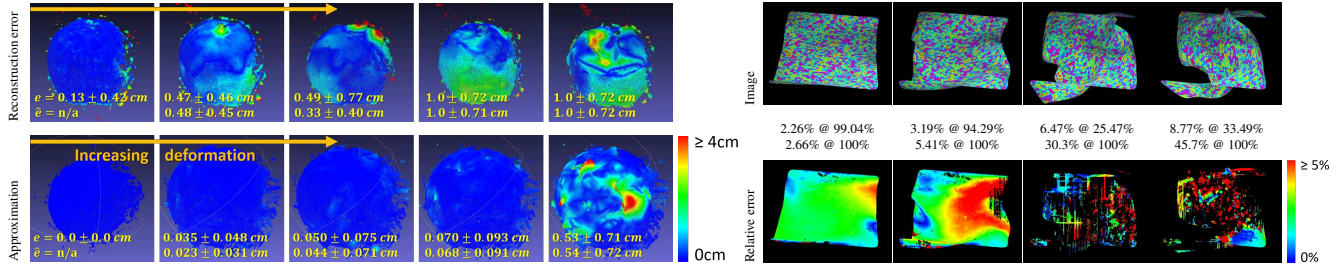 Reconstruction error
e = 0.13 ± 0.42 cm
ê = n/a
0.47 ± 0.46 cm
0.48 ± 0.45 cm
0.49 ± 0.77 cm
0.33 ± 0.40 cm
1.0 ± 0.72 cm
1.0 ± 0.71 cm
1.0 ± 0.72 cm
1.0 ± 0.72 cm
Approximation
Increasing deformation
e = 0.0 ± 0.0 cm
ê = n/a
0.035 ± 0.048 cm
0.023 ± 0.031 cm
0.050 ± 0.075 cm
0.044 ± 0.071 cm
0.070 ± 0.093 cm
0.068 ± 0.091 cm
0.53 ± 0.71 cm
0.54 ± 0.72 cm
≥ 4cm
0cm
Image
2.26% @ 99.04%
2.66% @ 100%
3.19% @ 94.29%
5.41% @ 100%
6.47% @ 25.47%
30.3% @ 100%
8.77% @ 33.49%
45.7% @ 100%
Relative error
≥ 5%
0%